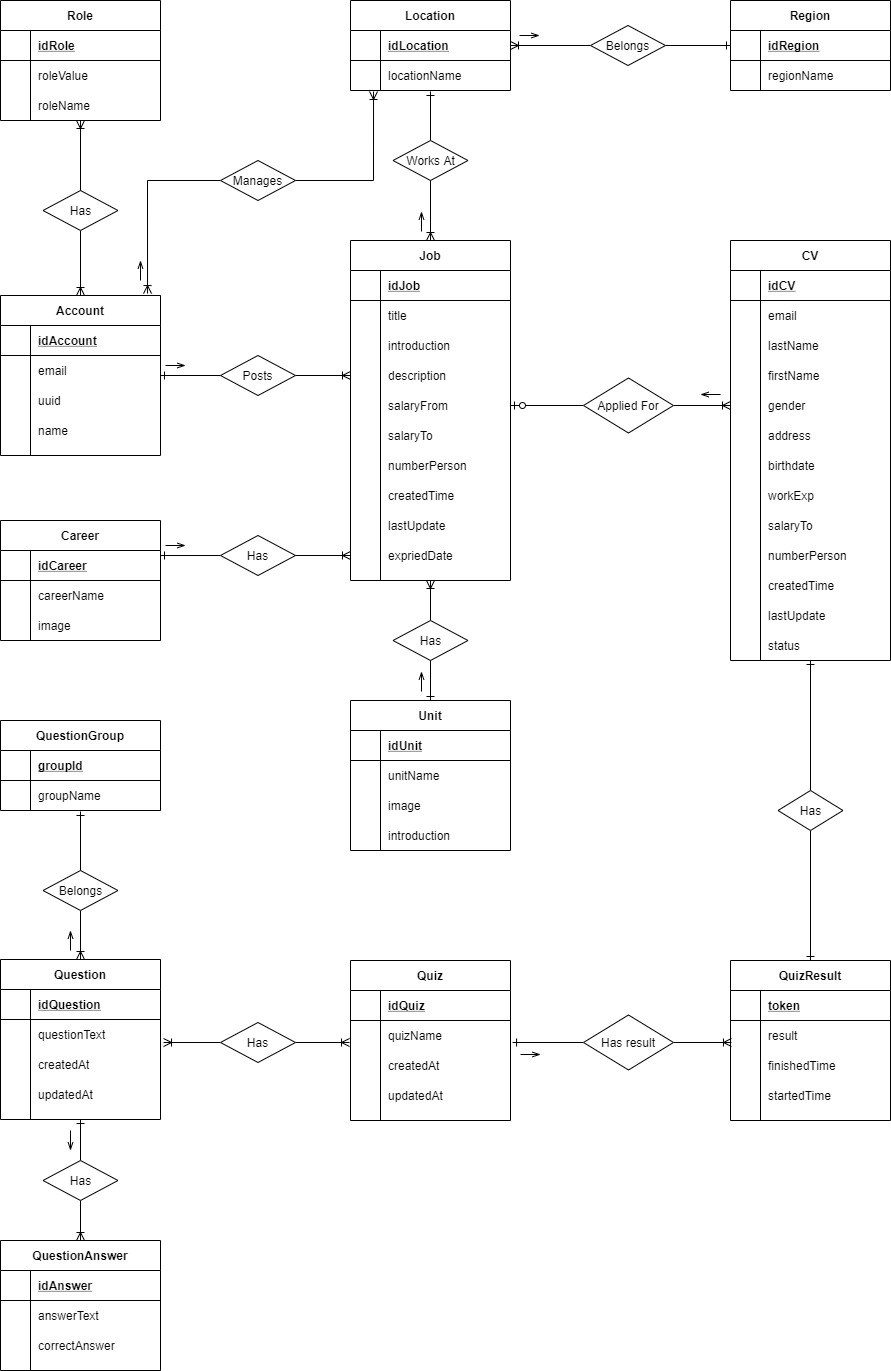 Role
idRole
roleValue
roleName
Location
idLocation
locationName
Belongs
Region
idRegion
regionName
Has
Manages
Works At
Account
idAccount
email
uuid
name
Posts
Job
idJob
title
introduction
description
salaryFrom
salaryTo
numberPerson
createdTime
lastUpdate
expriedDate
Applied For
CV
idCV
email
lastName
firstName
gender
address
birthdate
workExp
salaryTo
numberPerson
createdTime
lastUpdate
status
Career
idCareer
careerName
image
Has
Has
Unit
idUnit
unitName
image
introduction
QuestionGroup
groupId
groupName
Has
Belongs
Question
idQuestion
questionText
createdAt
updatedAt
Has
Quiz
idQuiz
quizName
createdAt
updatedAt
Has result
QuizResult
token
result
finishedTime
startedTime
Has
QuestionAnswer
idAnswer
answerText
correctAnswer